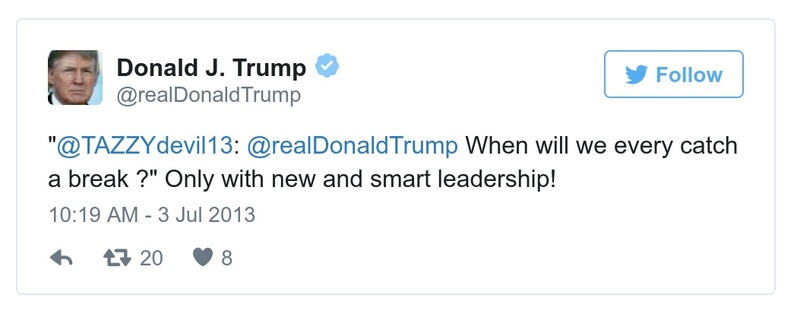 Donald J. Trump
@realDonaldTrump
Follow
"@TAZZYdevil13: @realDonaldTrump When will we every catch
a break ?" Only with new and smart leadership!
10:19 AM - 3 Jul 2013
20 8